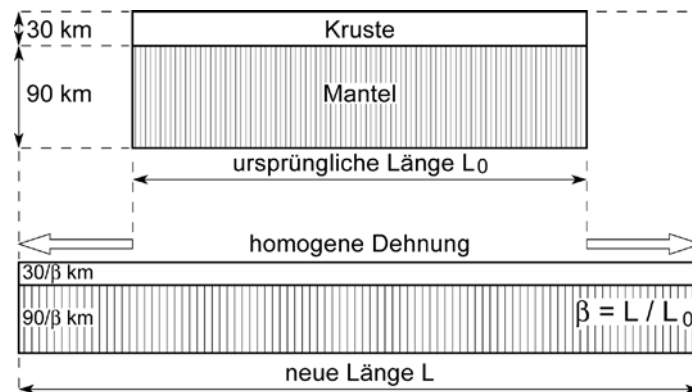 30 km
Kruste
90 km
Mantel
ursprüngliche Länge L₀
homogene Dehnung
30/β km
90/β km
β = L / L₀
neue Länge L